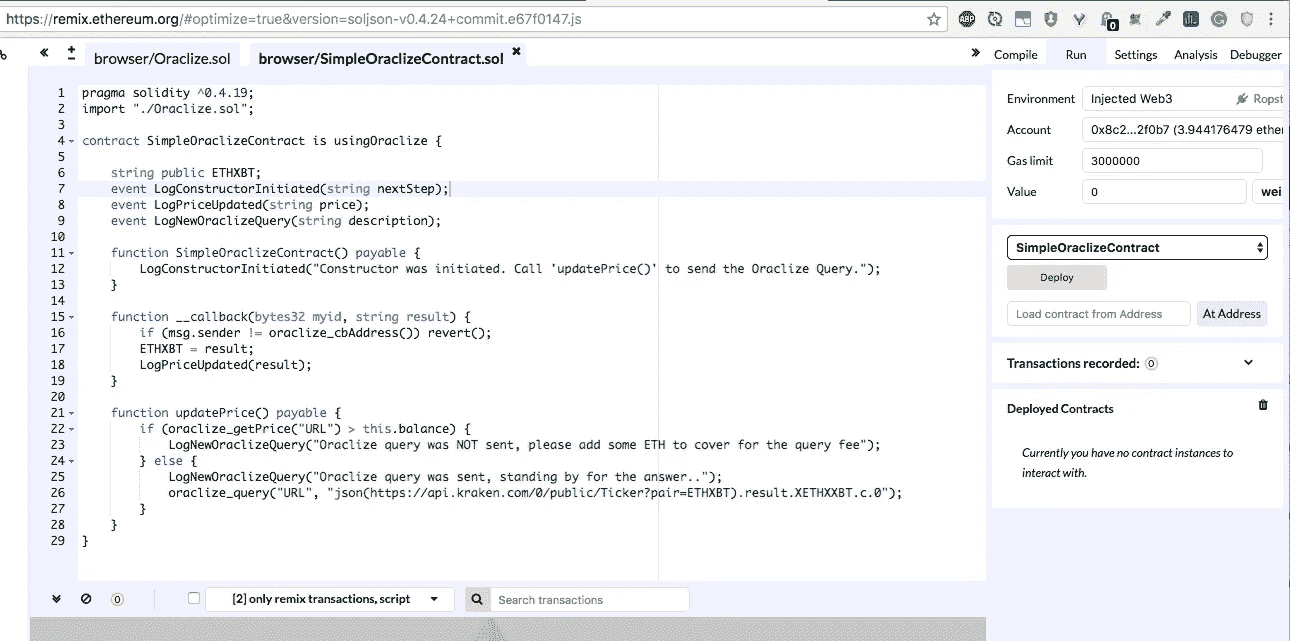 https://remix.ethereum.org/#optimize=true&version=soljson-v0.4.24+commit.e67f0147.js
ABP
0
browser/Oraclize.sol
browser/SimpleOraclizeContract.sol
Compile
Run
Settings
Analysis
Debugger
1 pragma solidity ^0.4.19;
2 import "./Oraclize.sol";
3
4 contract SimpleOraclizeContract is usingOraclize {
5
6 string public ETHXBT;
7 event LogConstructorInitiated(string nextStep);
8 event LogPriceUpdated(string price);
9 event LogNewOraclizeQuery(string description);
10
11 function SimpleOraclizeContract() payable {
12 LogConstructorInitiated("Constructor was initiated. Call 'updatePrice()' to send the Oraclize Query.");
13 }
14
15 function __callback(bytes32 myid, string result) {
16 if (msg.sender != oraclize_cbAddress()) revert();
17 ETHXBT = result;
18 LogPriceUpdated(result);
19 }
20
21 function updatePrice() payable {
22 if (oraclize_getPrice("URL") > this.balance) {
23 LogNewOraclizeQuery("Oraclize query was NOT sent, please add some ETH to cover for the query fee");
24 } else {
25 LogNewOraclizeQuery("Oraclize query was sent, standing by for the answer..");
26 oraclize_query("URL", "json(https://api.kraken.com/0/public/Ticker?pair=ETHXBT).result.XETHXXBT.c.0");
27 }
28 }
29 }
Environment
Injected Web3
Ropst
Account
0x8c2...2f0b7 (3.944176479 ether
Gas limit
3000000
Value
0
wei
SimpleOraclizeContract
Deploy
Load contract from Address
At Address
Transactions recorded: 0
Deployed Contracts
Currently you have no contract instances to
interact with.
0
[2] only remix transactions, script
Search transactions